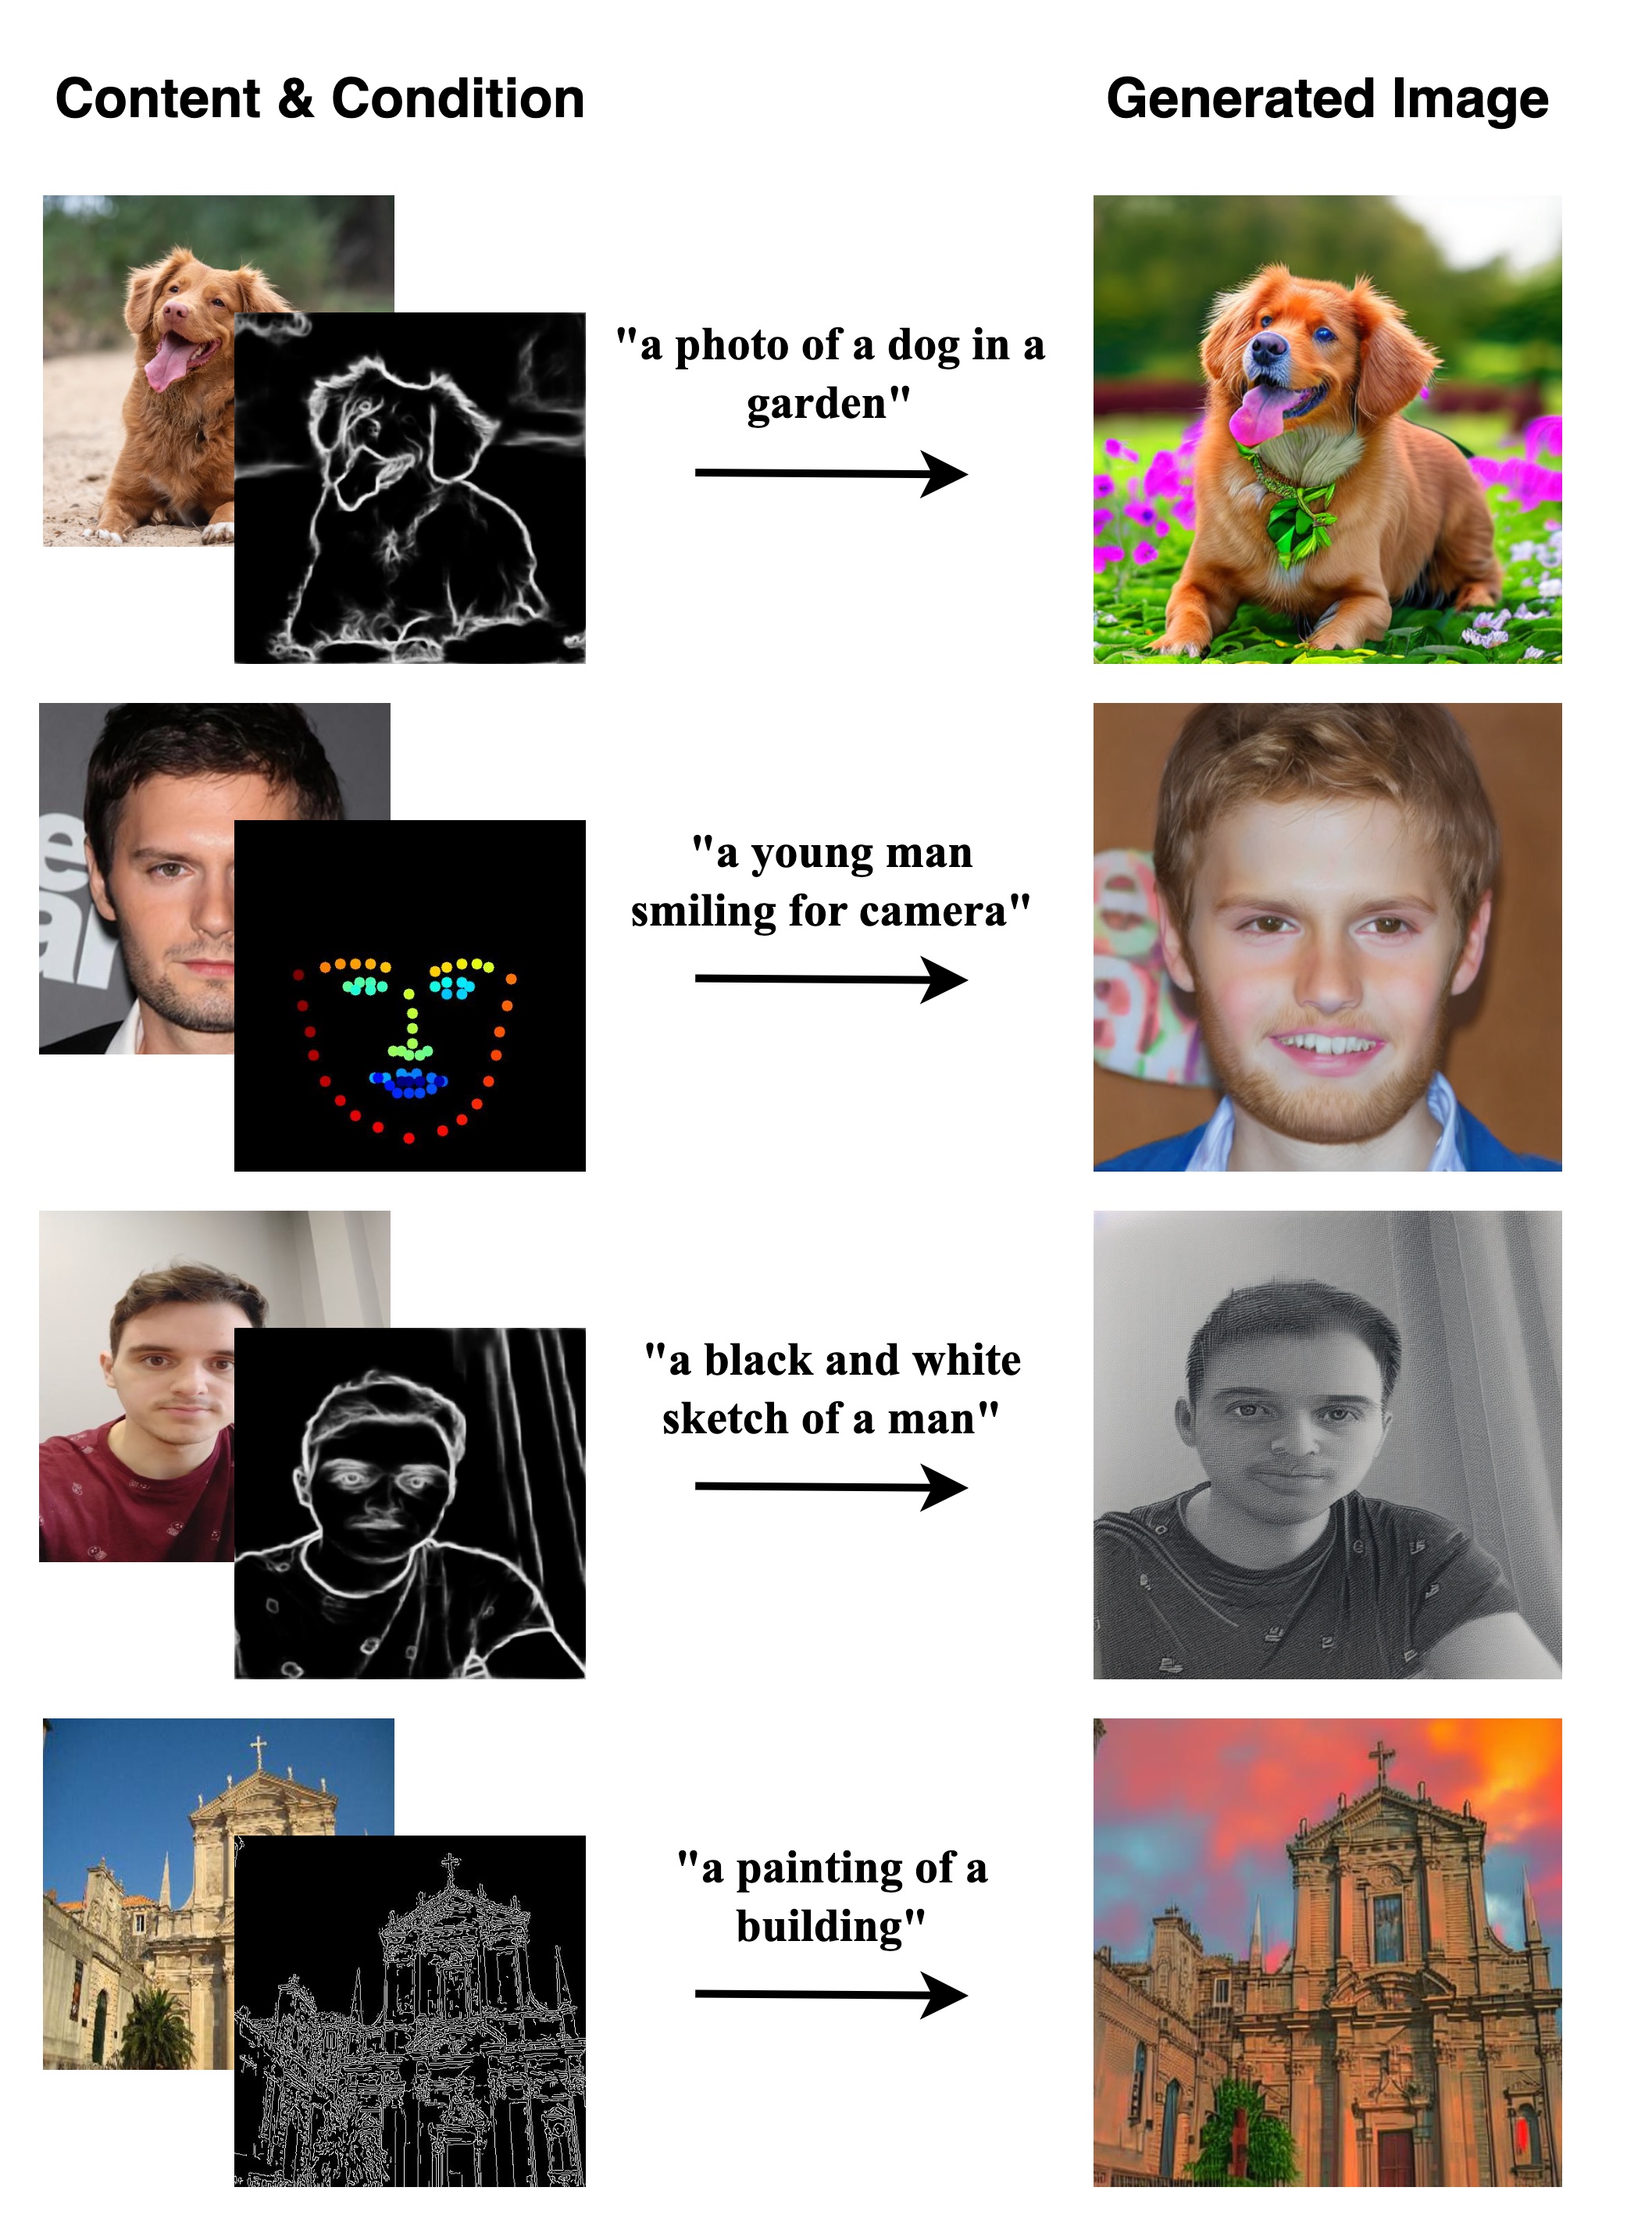 Content & Condition
Generated Image
"a photo of a dog in a
garden"
"a young man
smiling for camera"
"a black and white
sketch of a man"
"a painting of a
building"